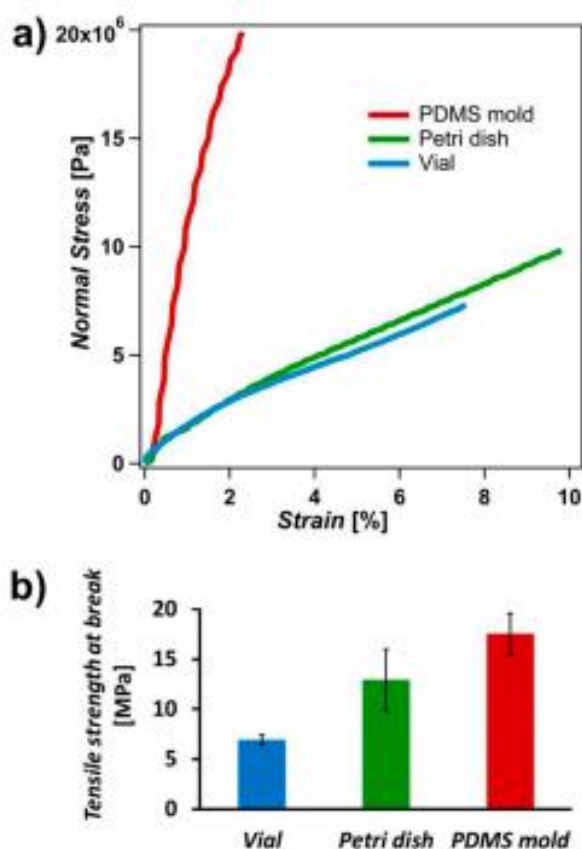 a)
20x10⁶
15
10
5
0
Normal Stress [Pa]
PDMS mold
Petri dish
Vial
0 2 4 6 8 10
Strain [%]
b)
Tensile strength at break
[MPa]
20
15
10
5
0
Vial Petri dish PDMS mold